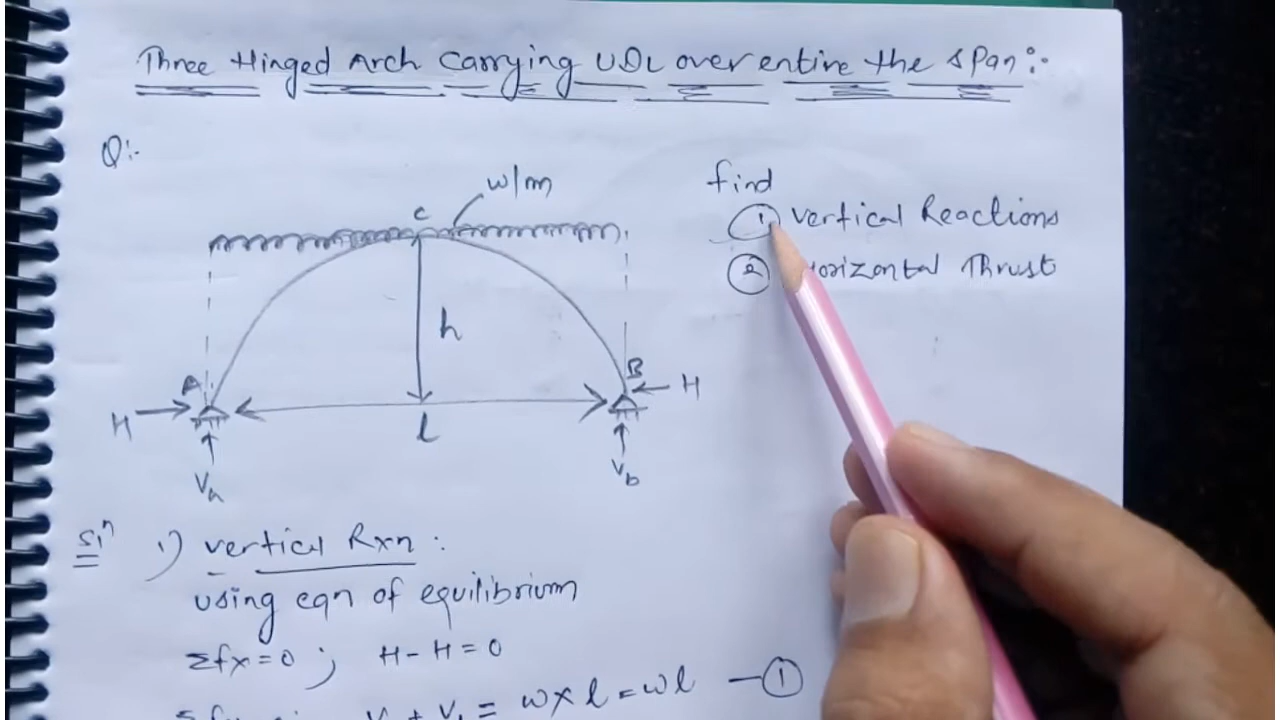 Three Hinged Arch Carrying UDL over entire the span:-
Q:-
w/m
find
C
① vertical Reactions
② Horizontal Thrust
h
A
B
H
H
l
Va
Vb
Sln 1) vertical Rxn :
using eqn of equilibrium
Σfx=0 ; H-H=0
= w×l=wl —①